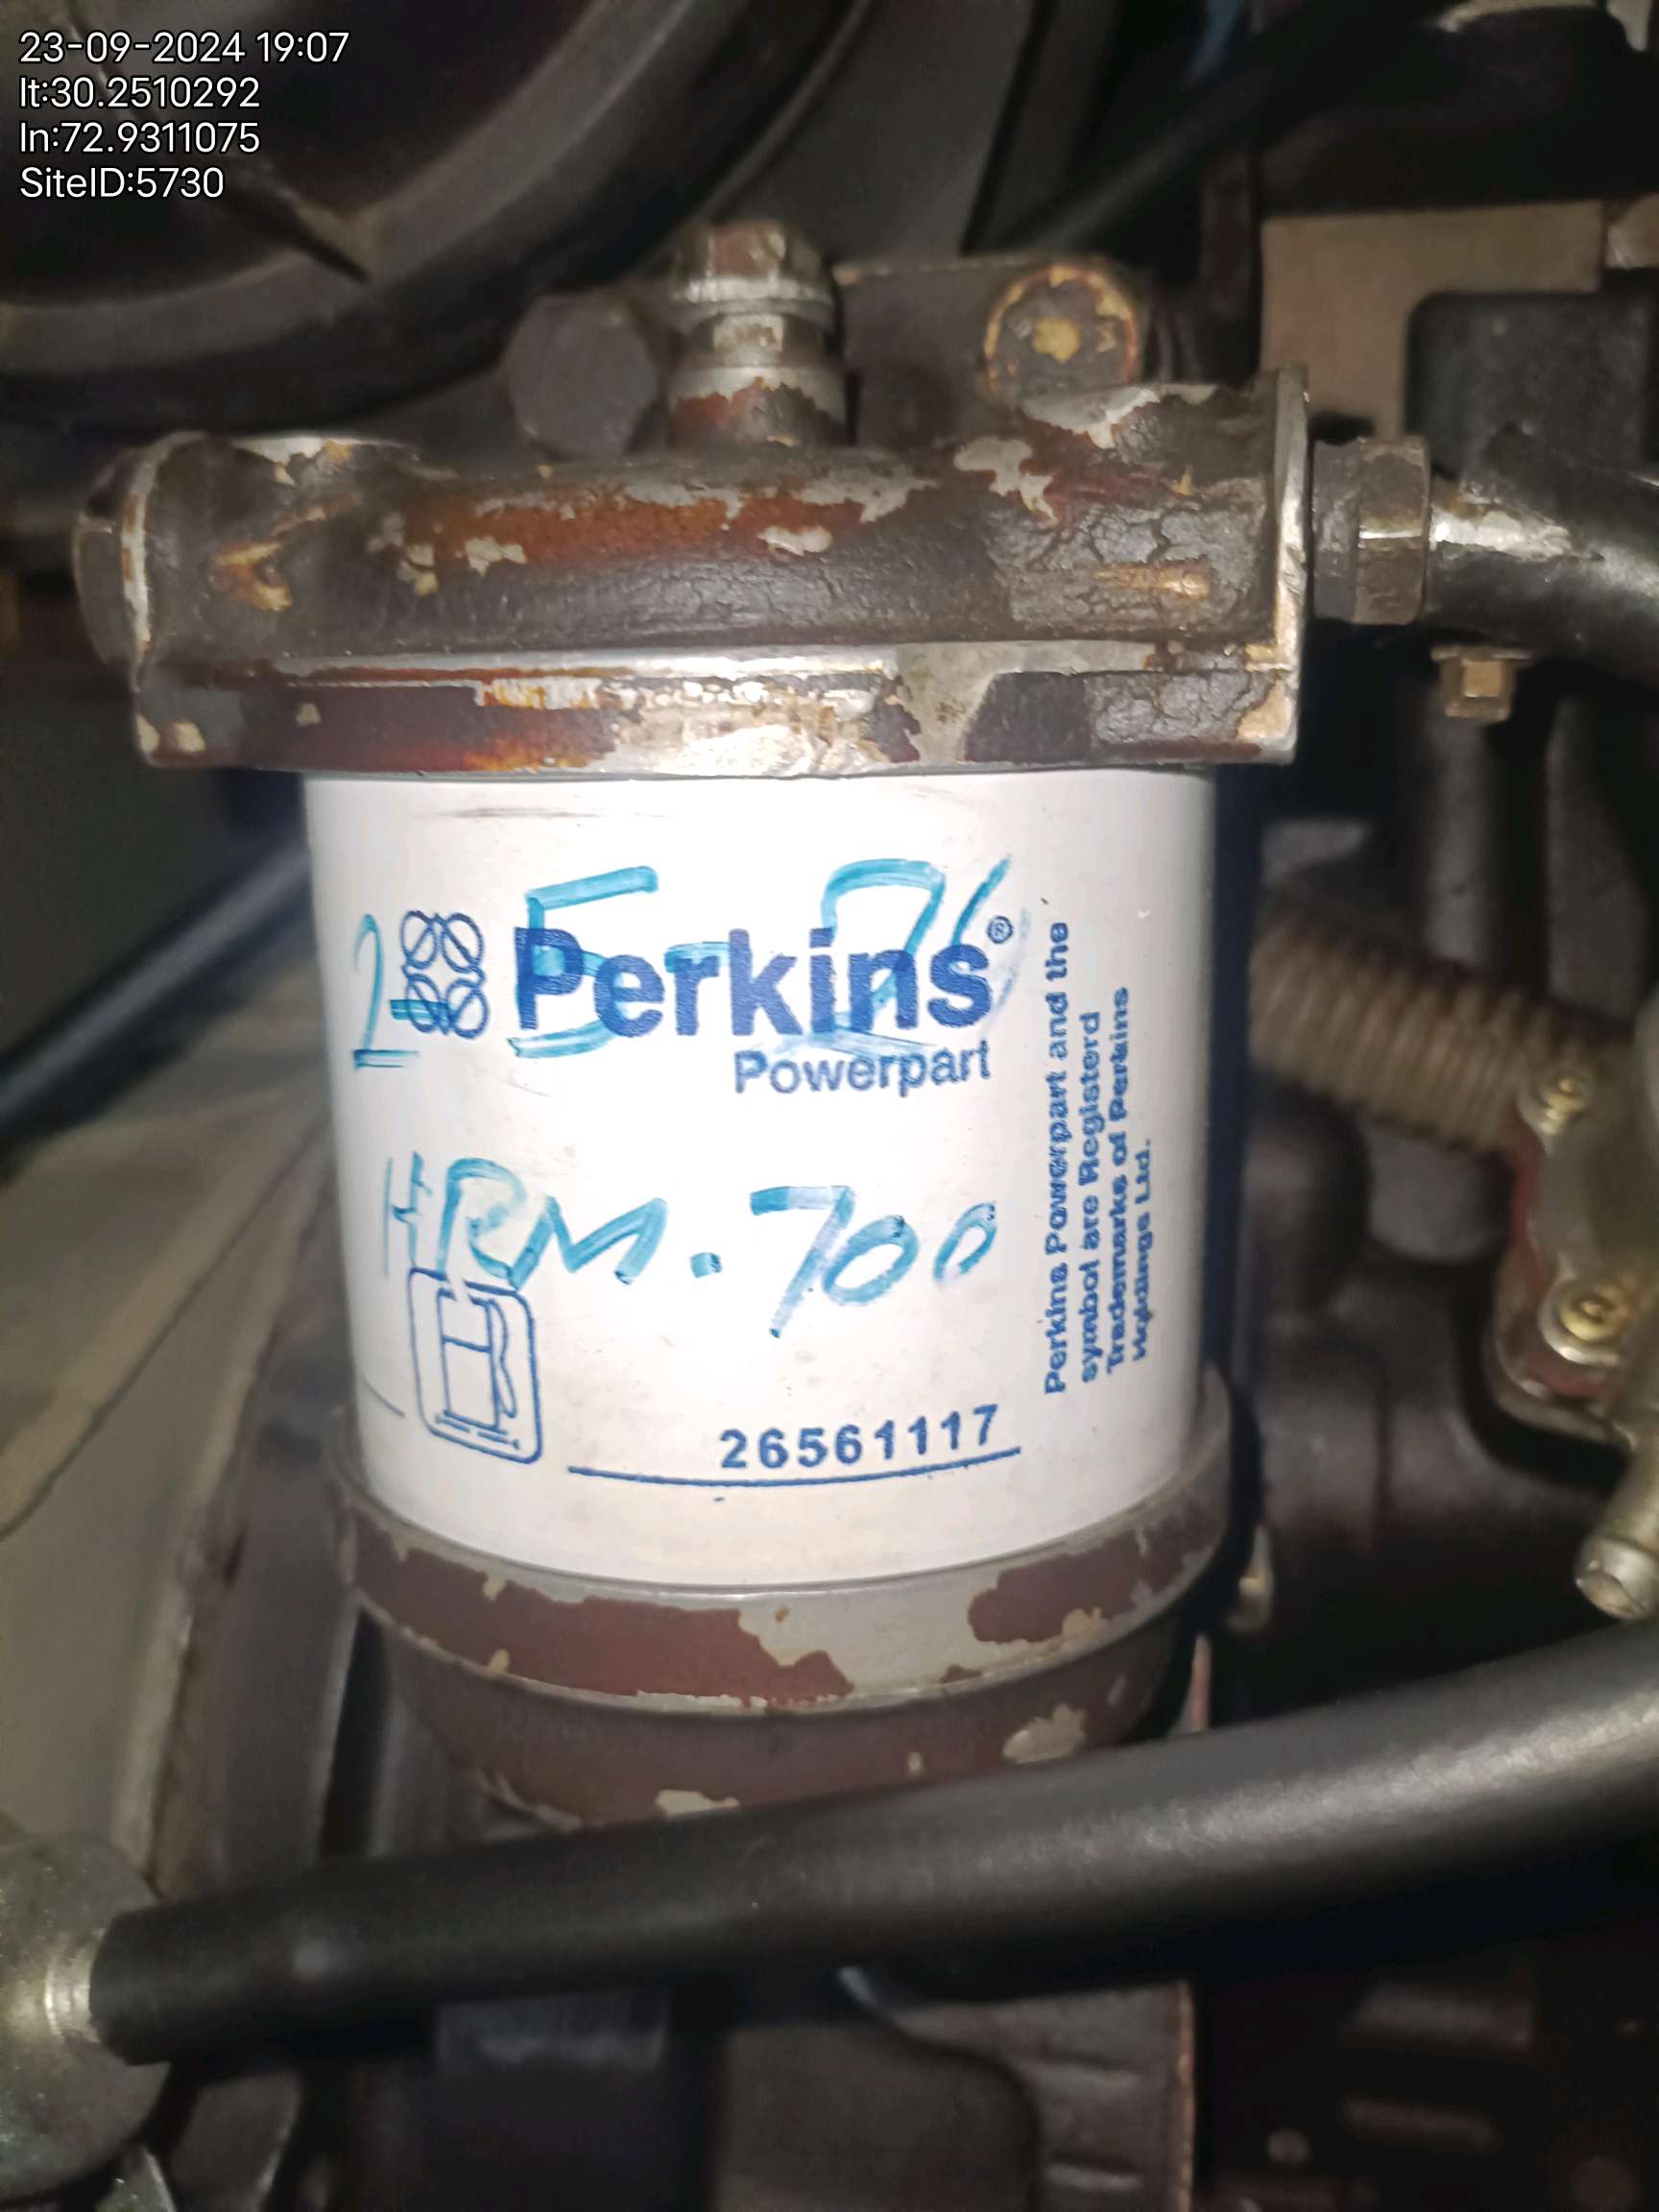 23-09-2024 19:07
lt:30.2510292
ln:72.9311075
SiteID:5730
Perkins®
Powerpart
HRM. 700
26561117
Perkins Powerpart and the
symbol are Registerd
Trademarks of Perkins
Holdings Ltd.